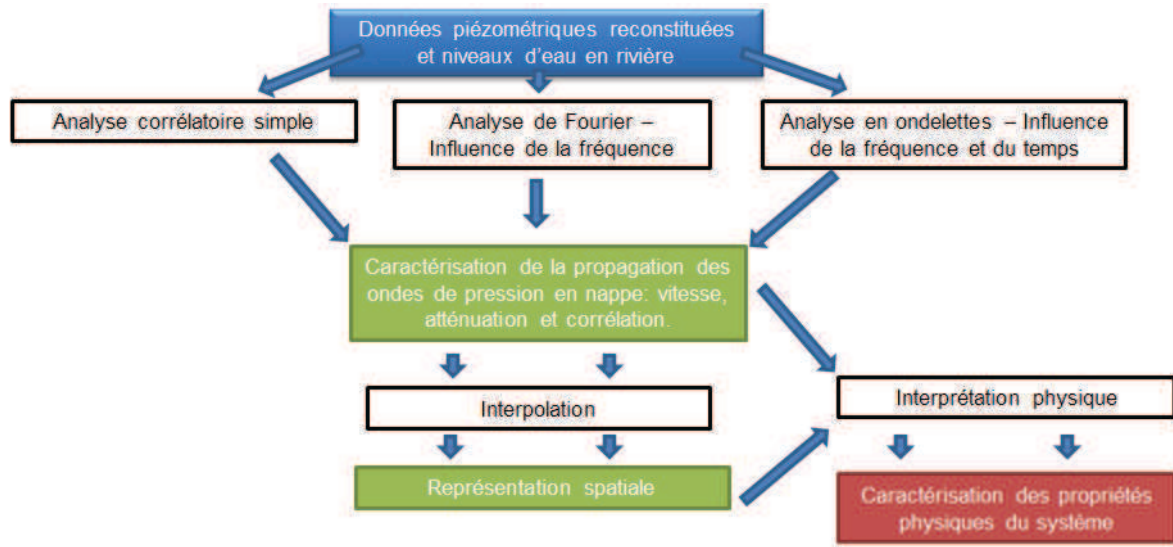 Données piézométriques reconstituées
et niveaux d'eau en rivière
Analyse corrélatoire simple
Analyse de Fourier –
Influence de la fréquence
Analyse en ondelettes – Influence
de la fréquence et du temps
Caractérisation de la propagation des
ondes de pression en nappe: vitesse,
atténuation et corrélation.
Interpolation
Interprétation physique
Représentation spatiale
Caractérisation des propriétés
physiques du système